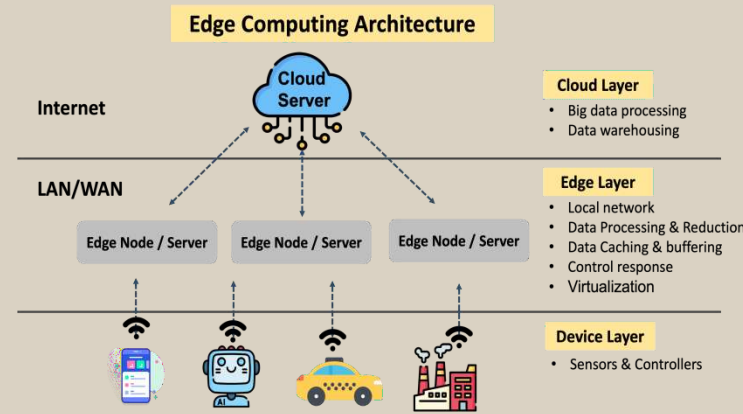 Edge Computing Architecture
Cloud
Server
Internet
Cloud Layer
• Big data processing
• Data warehousing
LAN/WAN
Edge Layer
• Local network
• Data Processing & Reduction
• Data Caching & buffering
• Control response
• Virtualization
Edge Node / Server
Edge Node / Server
Edge Node / Server
AI
Device Layer
• Sensors & Controllers